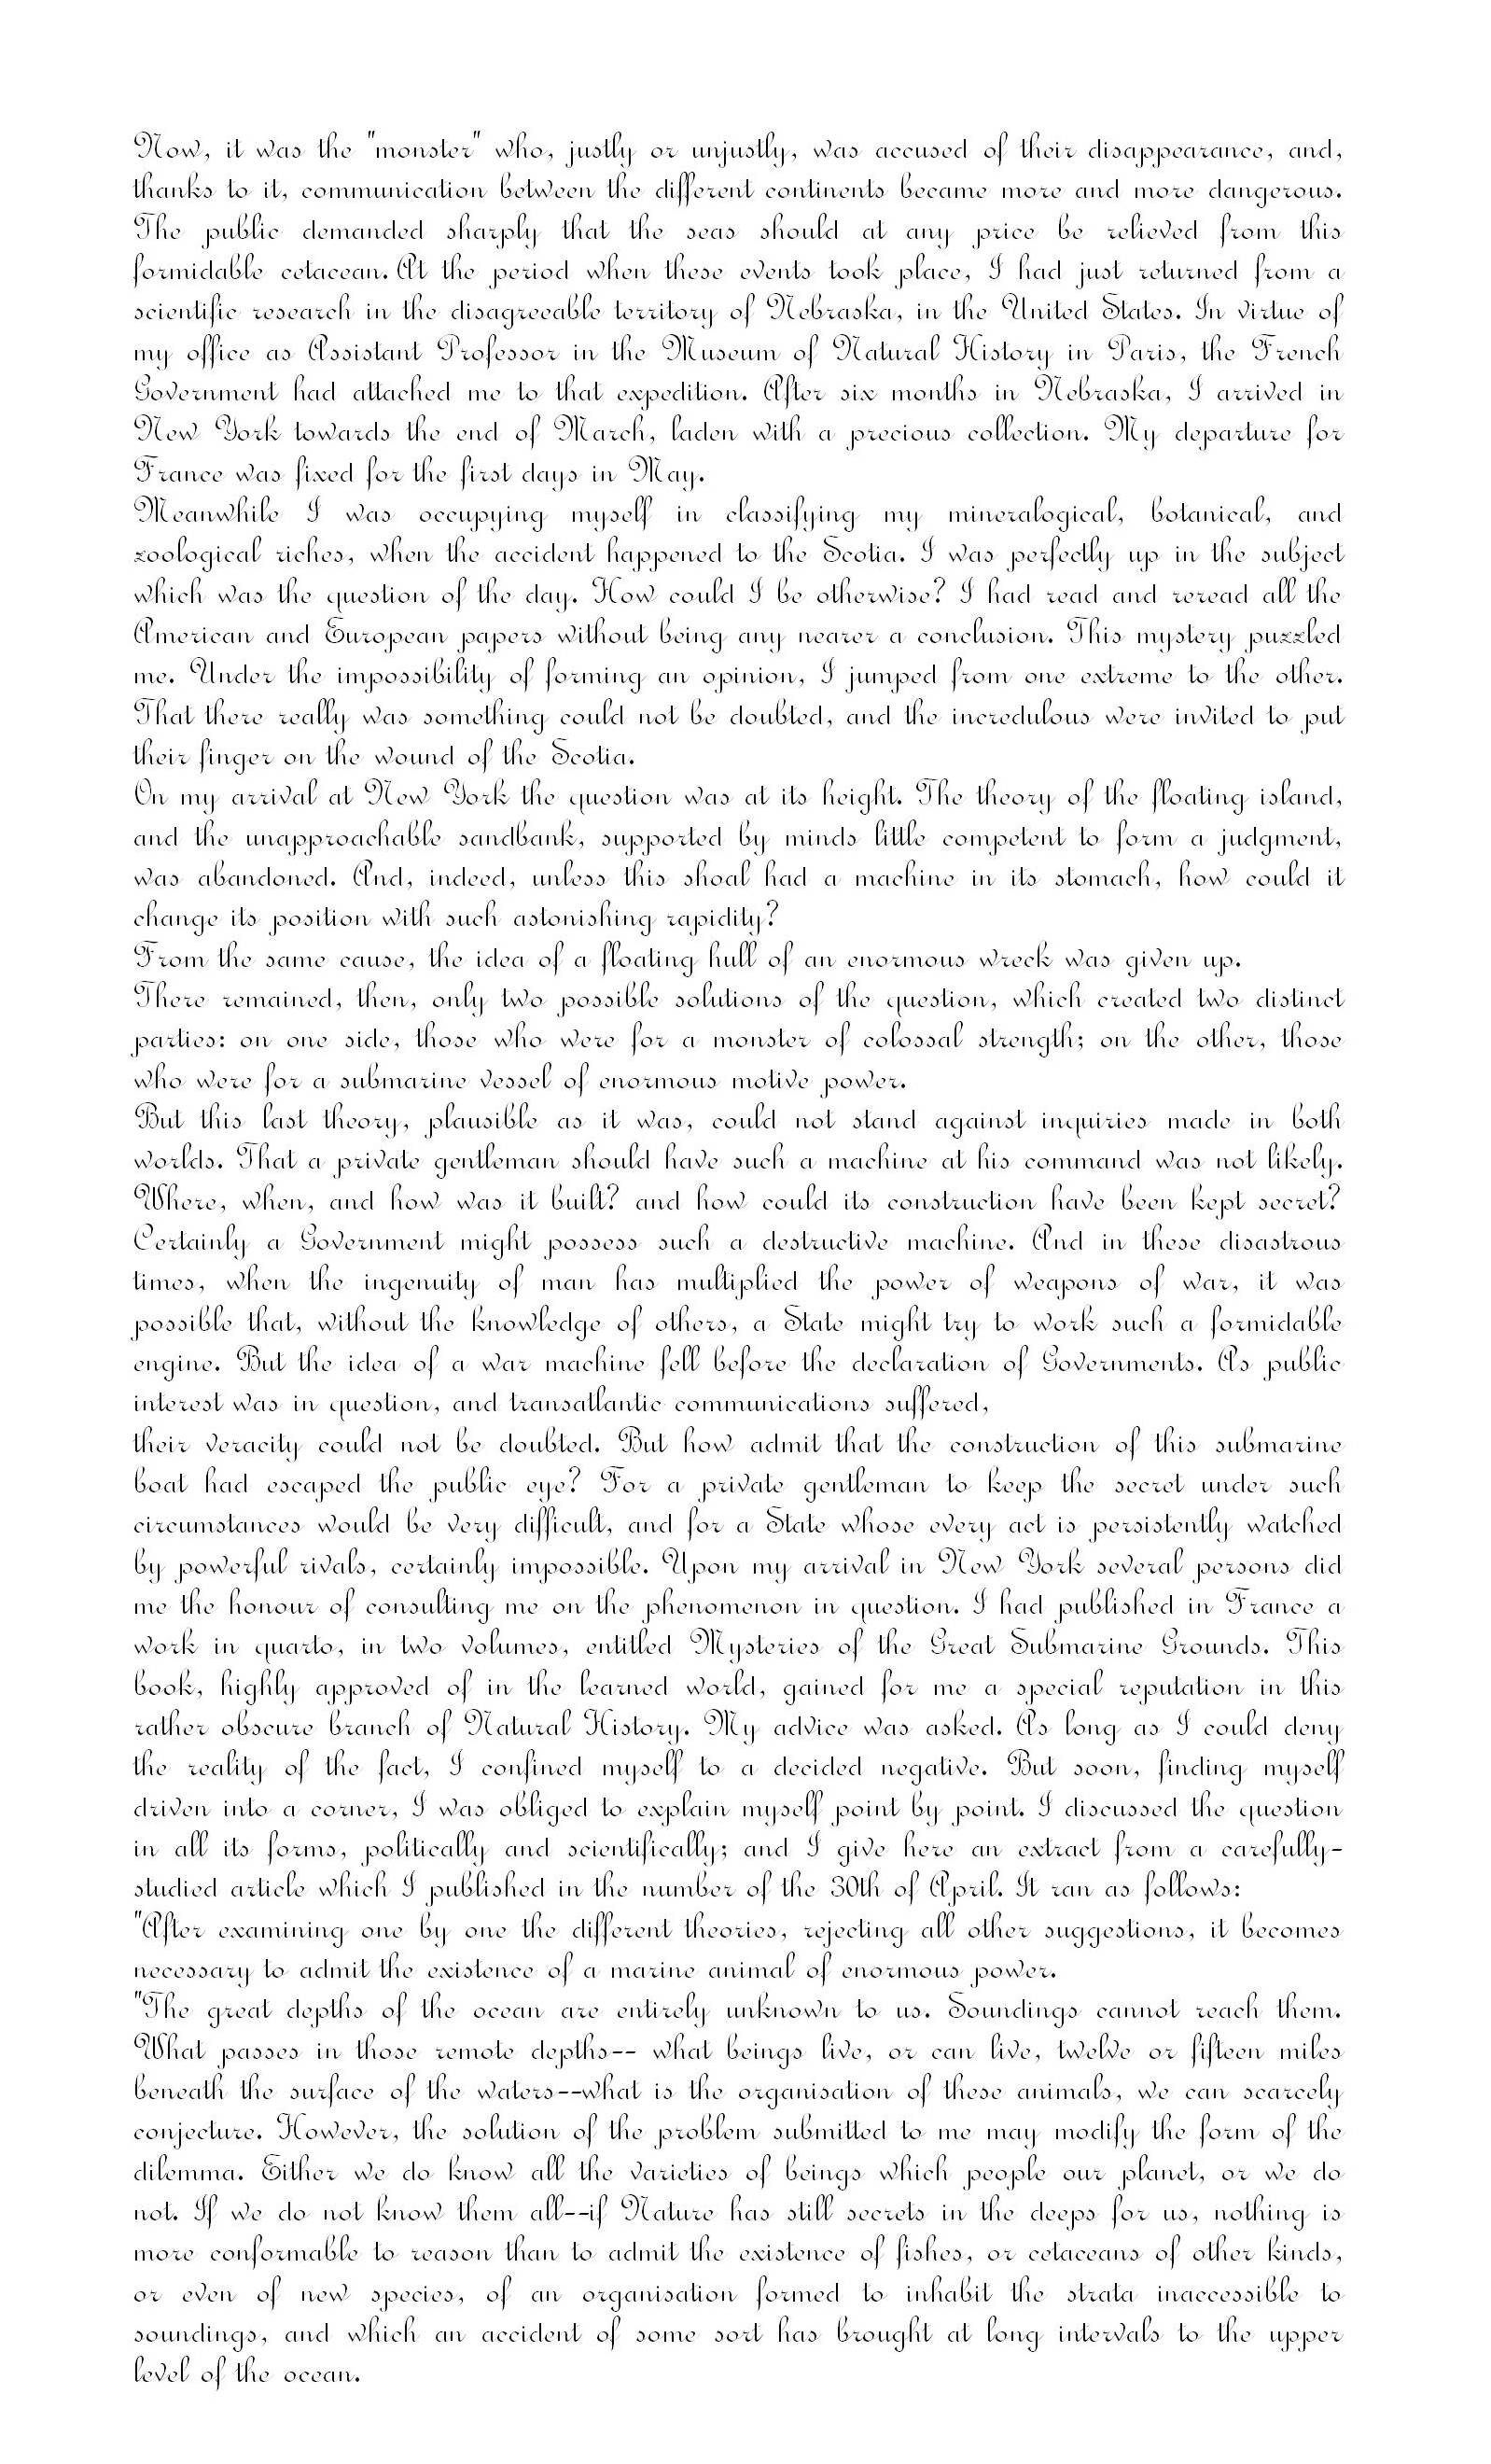 Now, it was the "monster" who, justly or unjustly, was accused of their disappearance, and,
thanks to it, communication between the different continents became more and more dangerous.
The public demanded sharply that the seas should at any price be relieved from this
formidable cetacean. At the period when these events took place, I had just returned from a
scientific research in the disagreeable territory of Nebraska, in the United States. In virtue of
my office as Assistant Professor in the Museum of Natural History in Paris, the French
Government had attached me to that expedition. After six months in Nebraska, I arrived in
New York towards the end of March, laden with a precious collection. My departure for
France was fixed for the first days in May.
Meanwhile I was occupying myself in classifying my mineralogical, botanical, and
zoological riches, when the accident happened to the Scotia. I was perfectly up in the subject
which was the question of the day. How could I be otherwise? I had read and reread all the
American and European papers without being any nearer a conclusion. This mystery puzzled
me. Under the impossibility of forming an opinion, I jumped from one extreme to the other.
That there really was something could not be doubted, and the incredulous were invited to put
their finger on the wound of the Scotia.
On my arrival at New York the question was at its height. The theory of the floating island,
and the unapproachable sandbank, supported by minds little competent to form a judgment,
was abandoned. And, indeed, unless this shoal had a machine in its stomach, how could it
change its position with such astonishing rapidity?
From the same cause, the idea of a floating hull of an enormous wreck was given up.
There remained, then, only two possible solutions of the question, which created two distinct
parties: on one side, those who were for a monster of colossal strength; on the other, those
who were for a submarine vessel of enormous motive power.
But this last theory, plausible as it was, could not stand against inquiries made in both
worlds. That a private gentleman should have such a machine at his command was not likely.
Where, when, and how was it built? and how could its construction have been kept secret?
Certainly a Government might possess such a destructive machine. And in these disastrous
times, when the ingenuity of man has multiplied the power of weapons of war, it was
possible that, without the knowledge of others, a State might try to work such a formidable
engine. But the idea of a war machine fell before the declaration of Governments. As public
interest was in question, and transatlantic communications suffered,
their veracity could not be doubted. But how admit that the construction of this submarine
boat had escaped the public eye? For a private gentleman to keep the secret under such
circumstances would be very difficult, and for a State whose every act is persistently watched
by powerful rivals, certainly impossible. Upon my arrival in New York several persons did
me the honour of consulting me on the phenomenon in question. I had published in France a
work in quarto, in two volumes, entitled Mysteries of the Great Submarine Grounds. This
book, highly approved of in the learned world, gained for me a special reputation in this
rather obscure branch of Natural History. My advice was asked. As long as I could deny
the reality of the fact, I confined myself to a decided negative. But soon, finding myself
driven into a corner, I was obliged to explain myself point by point. I discussed the question
in all its forms, politically and scientifically; and I give here an extract from a carefully-
studied article which I published in the number of the 30th of April. It ran as follows:
"After examining one by one the different theories, rejecting all other suggestions, it becomes
necessary to admit the existence of a marine animal of enormous power.
"The great depths of the ocean are entirely unknown to us. Soundings cannot reach them.
What passes in those remote depths-- what beings live, or can live, twelve or fifteen miles
beneath the surface of the waters--what is the organisation of these animals, we can scarcely
conjecture. However, the solution of the problem submitted to me may modify the form of the
dilemma. Either we do know all the varieties of beings which people our planet, or we do
not. If we do not know them all--if Nature has still secrets in the deeps for us, nothing is
more conformable to reason than to admit the existence of fishes, or cetaceans of other kinds,
or even of new species, of an organisation formed to inhabit the strata inaccessible to
soundings, and which an accident of some sort has brought at long intervals to the upper
level of the ocean.